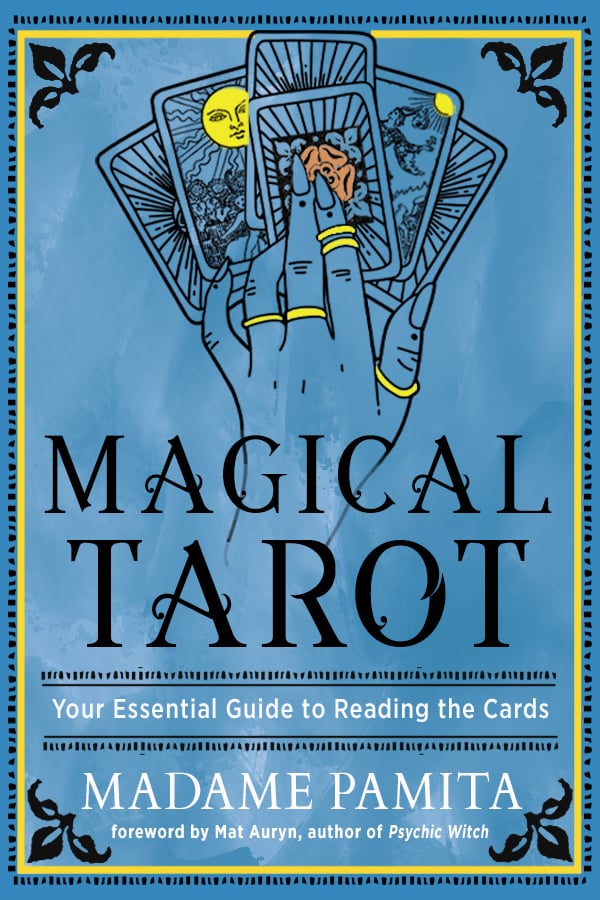 MAGICAL
TAROT
Your Essential Guide to Reading the Cards
MADAME PAMITA
foreword by Mat Auryn, author of Psychic Witch